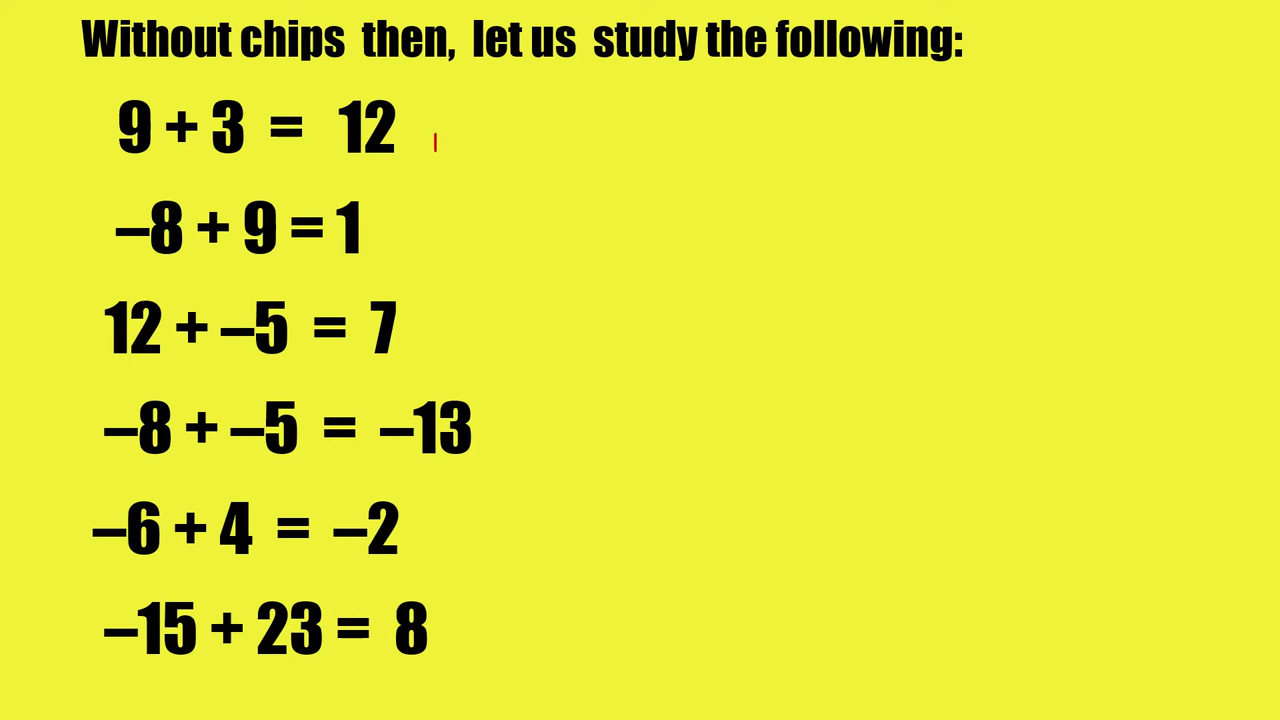 Without chips then, let us study the following:
9 + 3 = 12
–8 + 9 = 1
12 + –5 = 7
–8 + –5 = –13
–6 + 4 = –2
–15 + 23 = 8